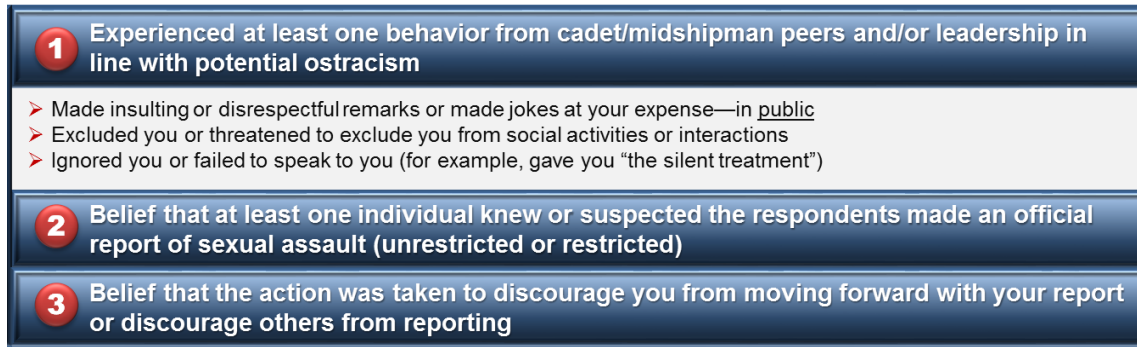 1 Experienced at least one behavior from cadet/midshipman peers and/or leadership in
line with potential ostracism
➢ Made insulting or disrespectful remarks or made jokes at your expense—in public
➢ Excluded you or threatened to exclude you from social activities or interactions
➢ Ignored you or failed to speak to you (for example, gave you “the silent treatment”)
2 Belief that at least one individual knew or suspected the respondents made an official
report of sexual assault (unrestricted or restricted)
3 Belief that the action was taken to discourage you from moving forward with your report
or discourage others from reporting